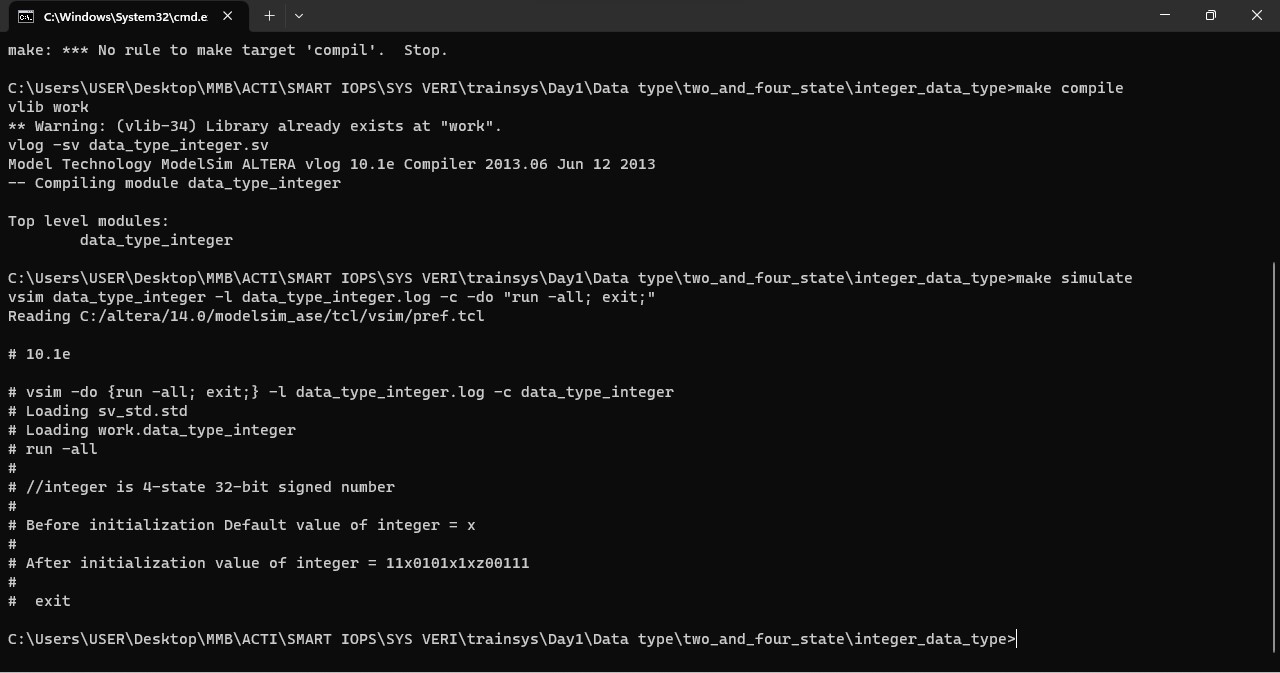 C:\Windows\System32\cmd.e
make: *** No rule to make target 'compil'.  Stop.
C:\Users\USER\Desktop\MMB\ACTI\SMART IOPS\SYS VERI\trainsys\Day1\Data type\two_and_four_state\integer_data_type>make compile
vlib work
** Warning: (vlib-34) Library already exists at "work".
vlog -sv data_type_integer.sv
Model Technology ModelSim ALTERA vlog 10.1e Compiler 2013.06 Jun 12 2013
-- Compiling module data_type_integer
Top level modules:
        data_type_integer
C:\Users\USER\Desktop\MMB\ACTI\SMART IOPS\SYS VERI\trainsys\Day1\Data type\two_and_four_state\integer_data_type>make simulate
vsim data_type_integer -l data_type_integer.log -c -do "run -all; exit;"
Reading C:/altera/14.0/modelsim_ase/tcl/vsim/pref.tcl
# 10.1e
# vsim -do {run -all; exit;} -l data_type_integer.log -c data_type_integer
# Loading sv_std.std
# Loading work.data_type_integer
# run -all
#
# //integer is 4-state 32-bit signed number
#
# Before initialization Default value of integer = x
#
# After initialization value of integer = 11x0101x1xz00111
#
#  exit
C:\Users\USER\Desktop\MMB\ACTI\SMART IOPS\SYS VERI\trainsys\Day1\Data type\two_and_four_state\integer_data_type>